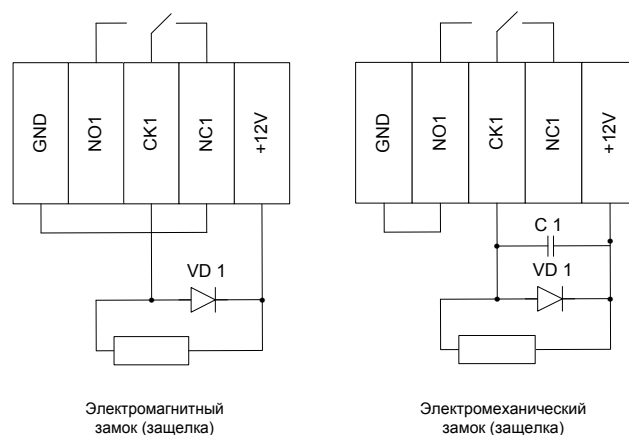 GND NO1 CK1 NC1 +12V
GND NO1 CK1 NC1 +12V
C 1
VD 1
VD 1
Электромагнитный
замок (защелка)
Электромеханический
замок (защелка)